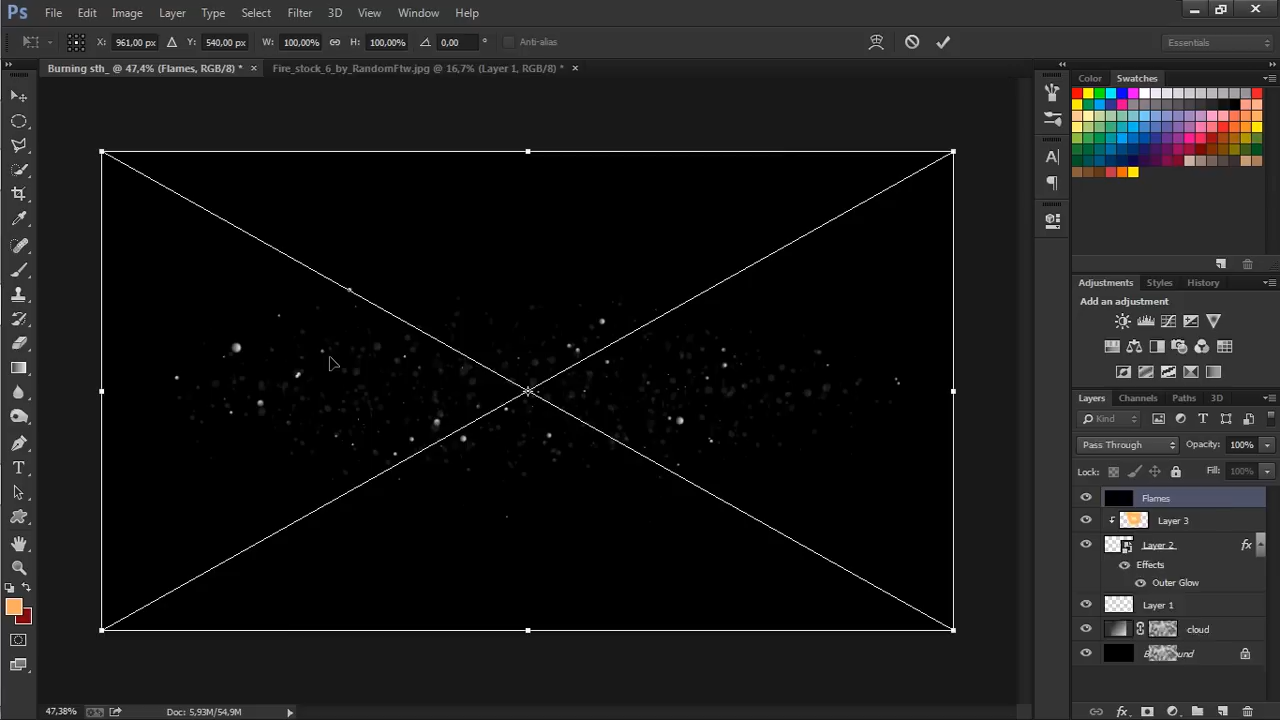 Ps File Edit Image Layer Type Select Filter 3D View Window Help
X: 961,00 px Y: 540,00 px W: 100,00% H: 100,00% 0,00 ° Anti-alias Essentials
Burning sth_ @ 47,4% (Flames, RGB/8) * × Fire_stock_6_by_RandomFtw.jpg @ 16,7% (Layer 1, RGB/8) * ×
Color Swatches
Adjustments Styles History
Add an adjustment
Layers Channels Paths 3D
Kind
Pass Through Opacity: 100%
Lock: Fill: 100%
Flames
Layer 3
Layer 2 fx
Effects
Outer Glow
Layer 1
cloud
47,38% Doc: 5,93M/54,9M